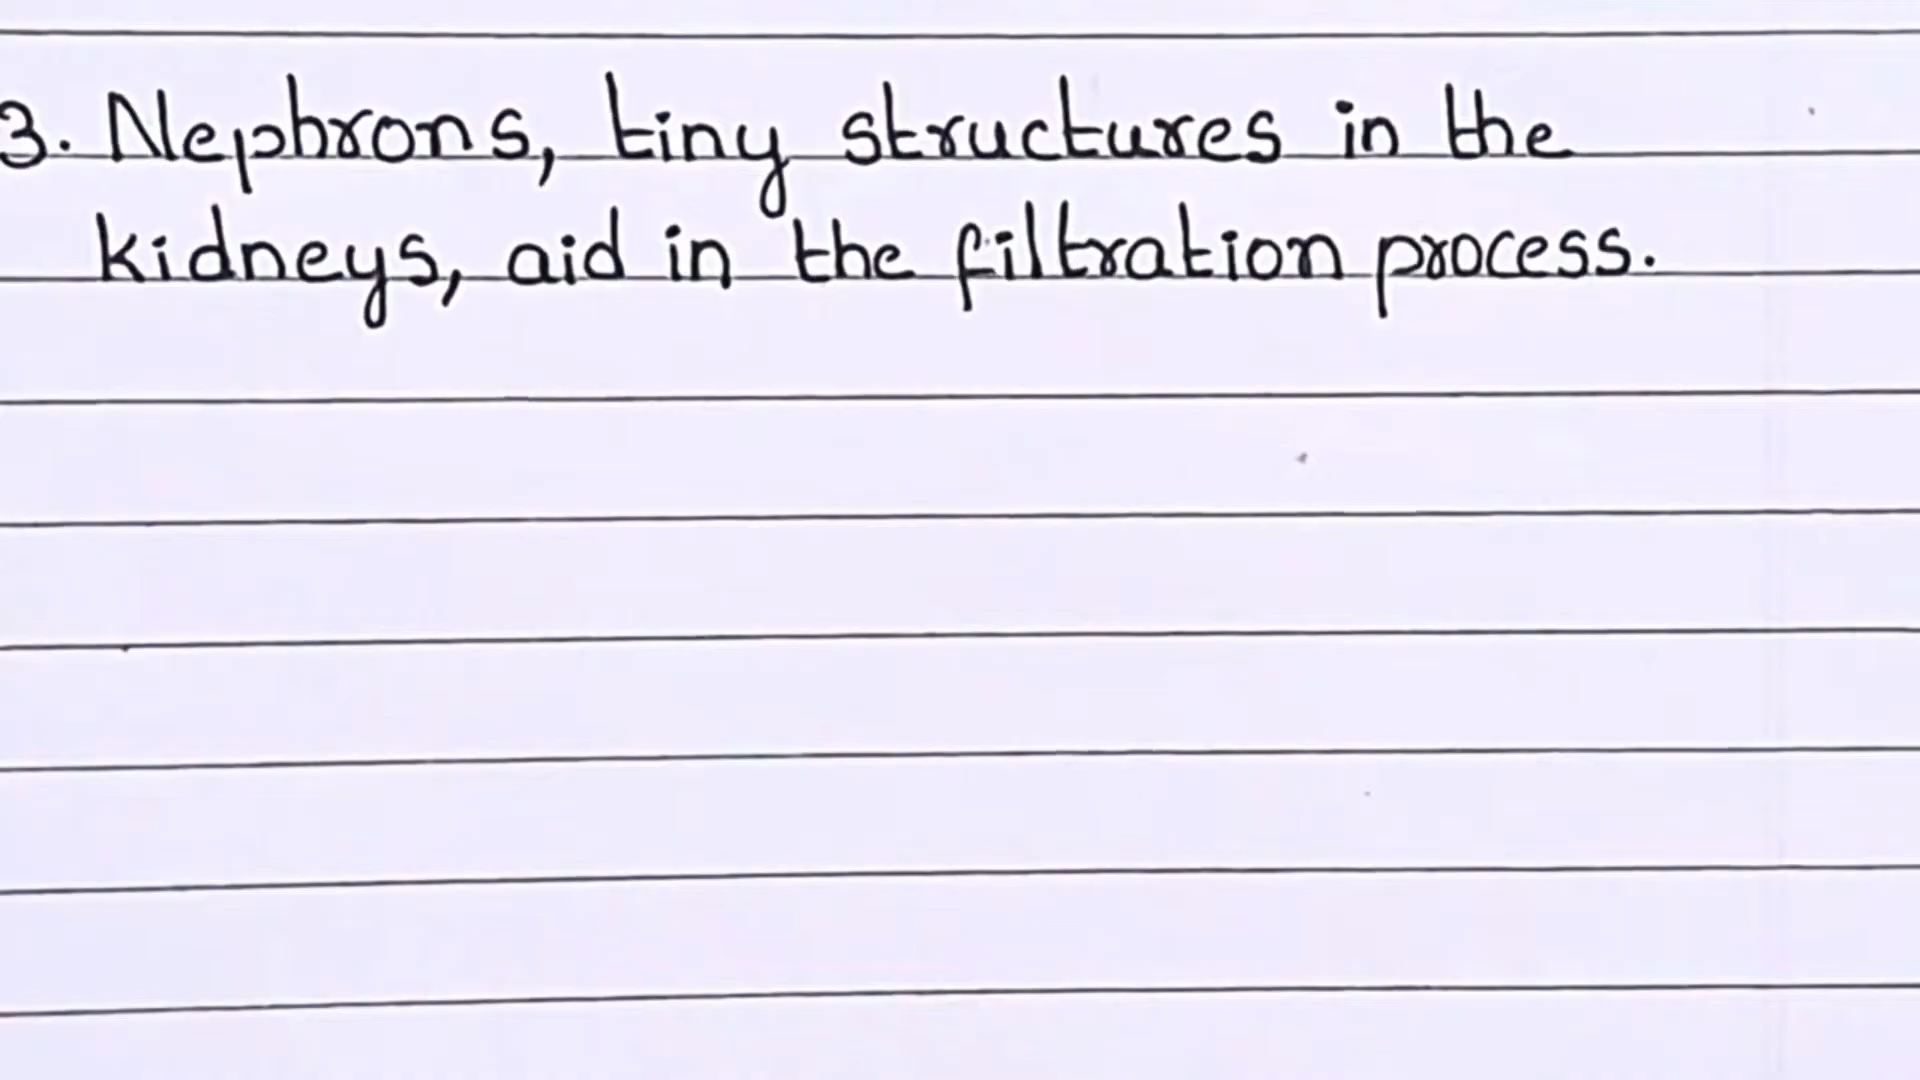 3. Nephrons, tiny structures in the
kidneys, aid in the filtration process.